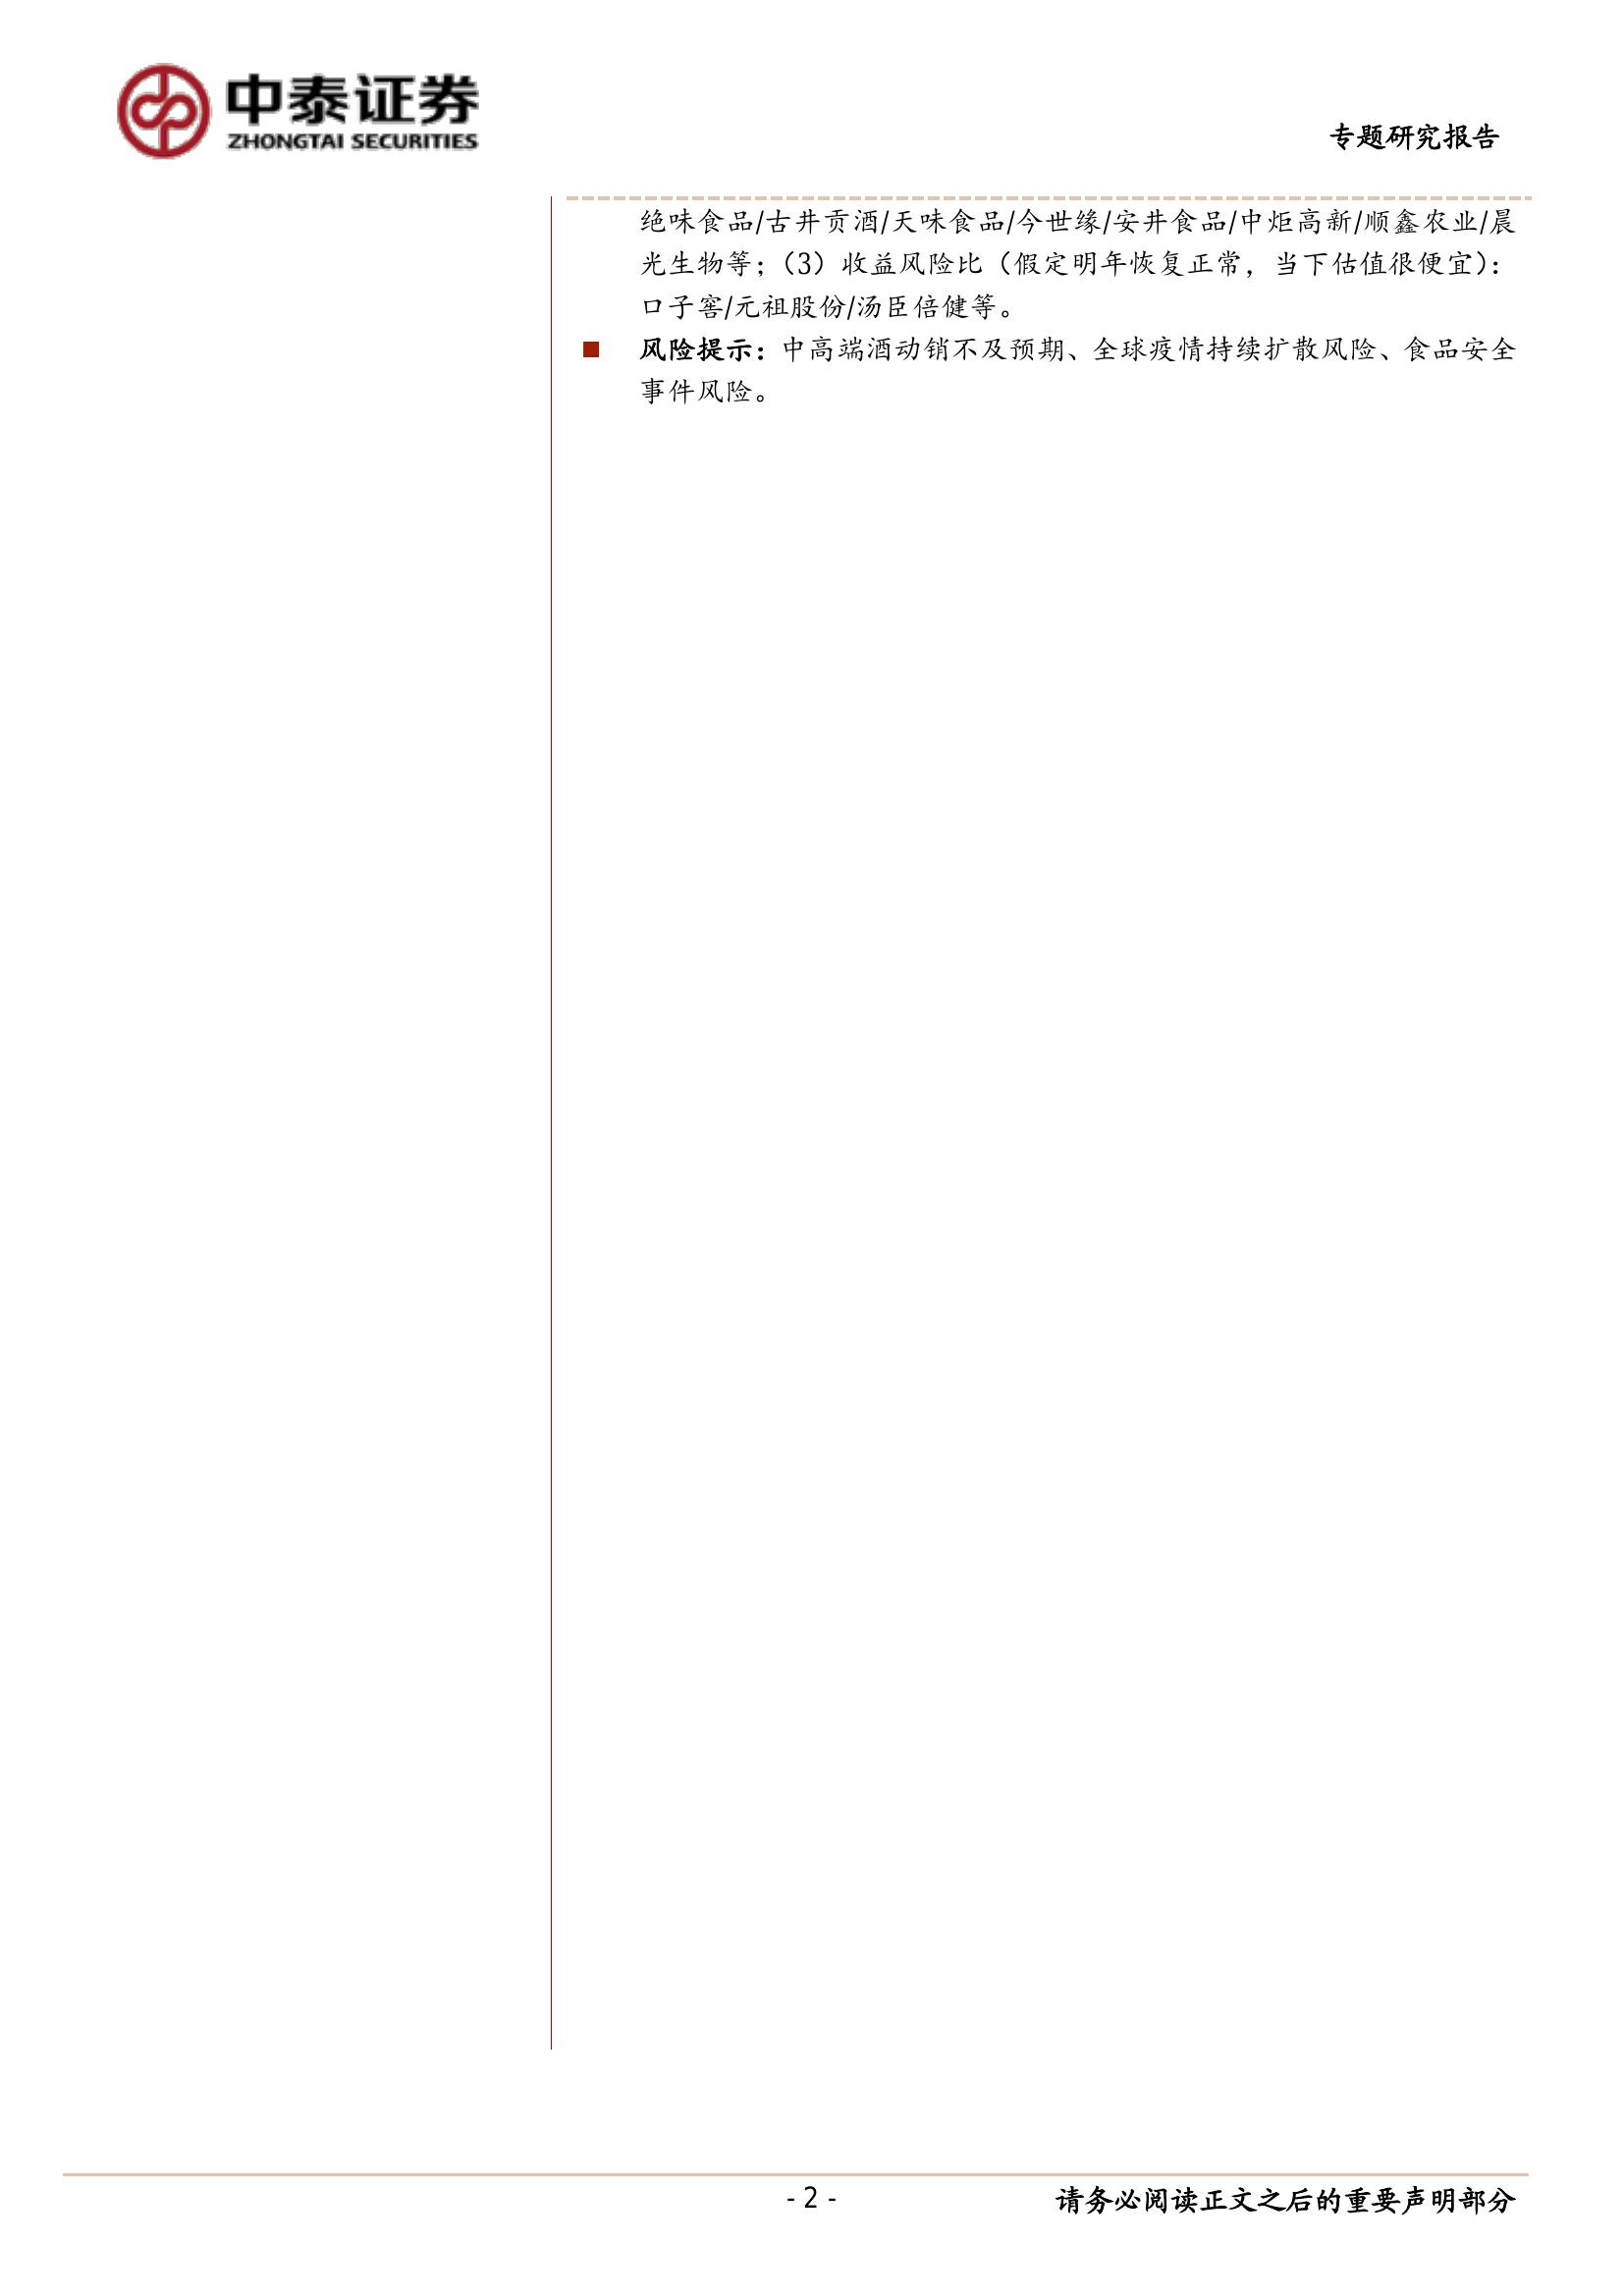 中泰证券
ZHONGTAI SECURITIES
专题研究报告
绝味食品/古井贡酒/天味食品/今世缘/安井食品/中炬高新/顺鑫农业/晨
光生物等；（3）收益风险比（假定明年恢复正常，当下估值很便宜）：
口子窖/元祖股份/汤臣倍健等。
■ 风险提示：中高端酒动销不及预期、全球疫情持续扩散风险、食品安全
事件风险。
- 2 -
请务必阅读正文之后的重要声明部分